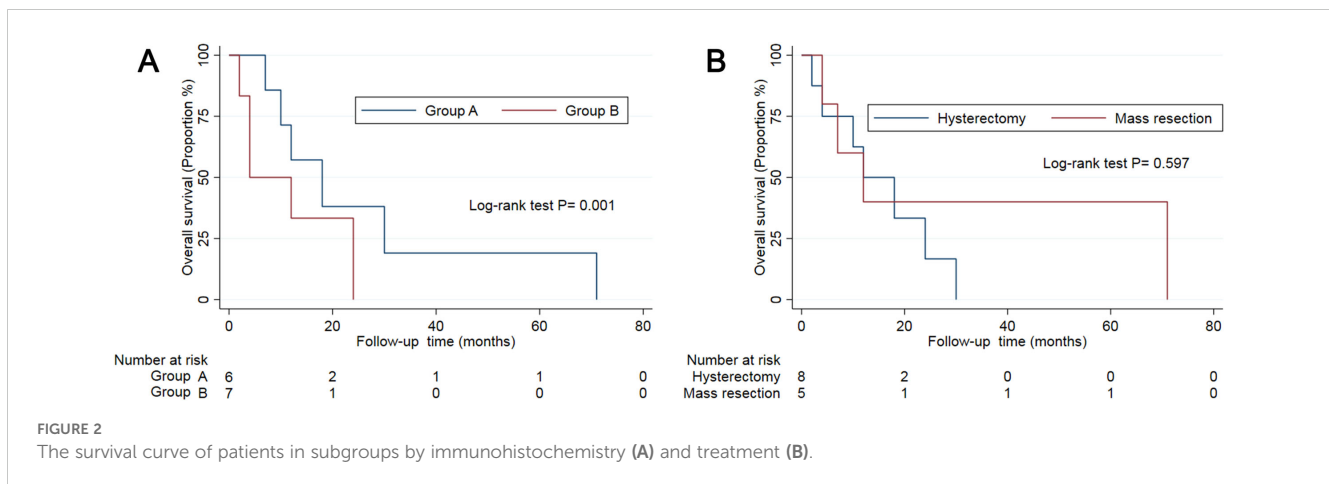 A
Overall survival (Proportion %)
100
75
50
25
0
Group A Group B
Log-rank test P= 0.001
0 20 40 60 80
Follow-up time (months)
Number at risk
Group A 6 2 1 1 0
Group B 7 1 0 0 0
B
Overall survival (Proportion %)
100
75
50
25
0
Hysterectomy Mass resection
Log-rank test P= 0.597
0 20 40 60 80
Follow-up time (months)
Number at risk
Hysterectomy 8 2 0 0 0
Mass resection 5 1 1 1 0
FIGURE 2
The survival curve of patients in subgroups by immunohistochemistry (A) and treatment (B).